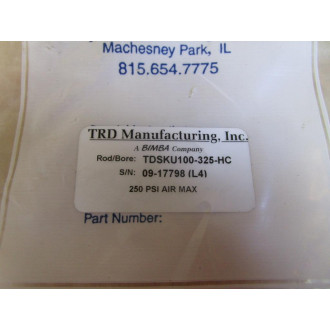 Machesney Park, IL
815.654.7775
TRD Manufacturing, Inc.
A BIMBA Company
Rod/Bore: TDSKU100-325-HC
S/N: 09-17798 (L4)
250 PSI AIR MAX
Part Number: